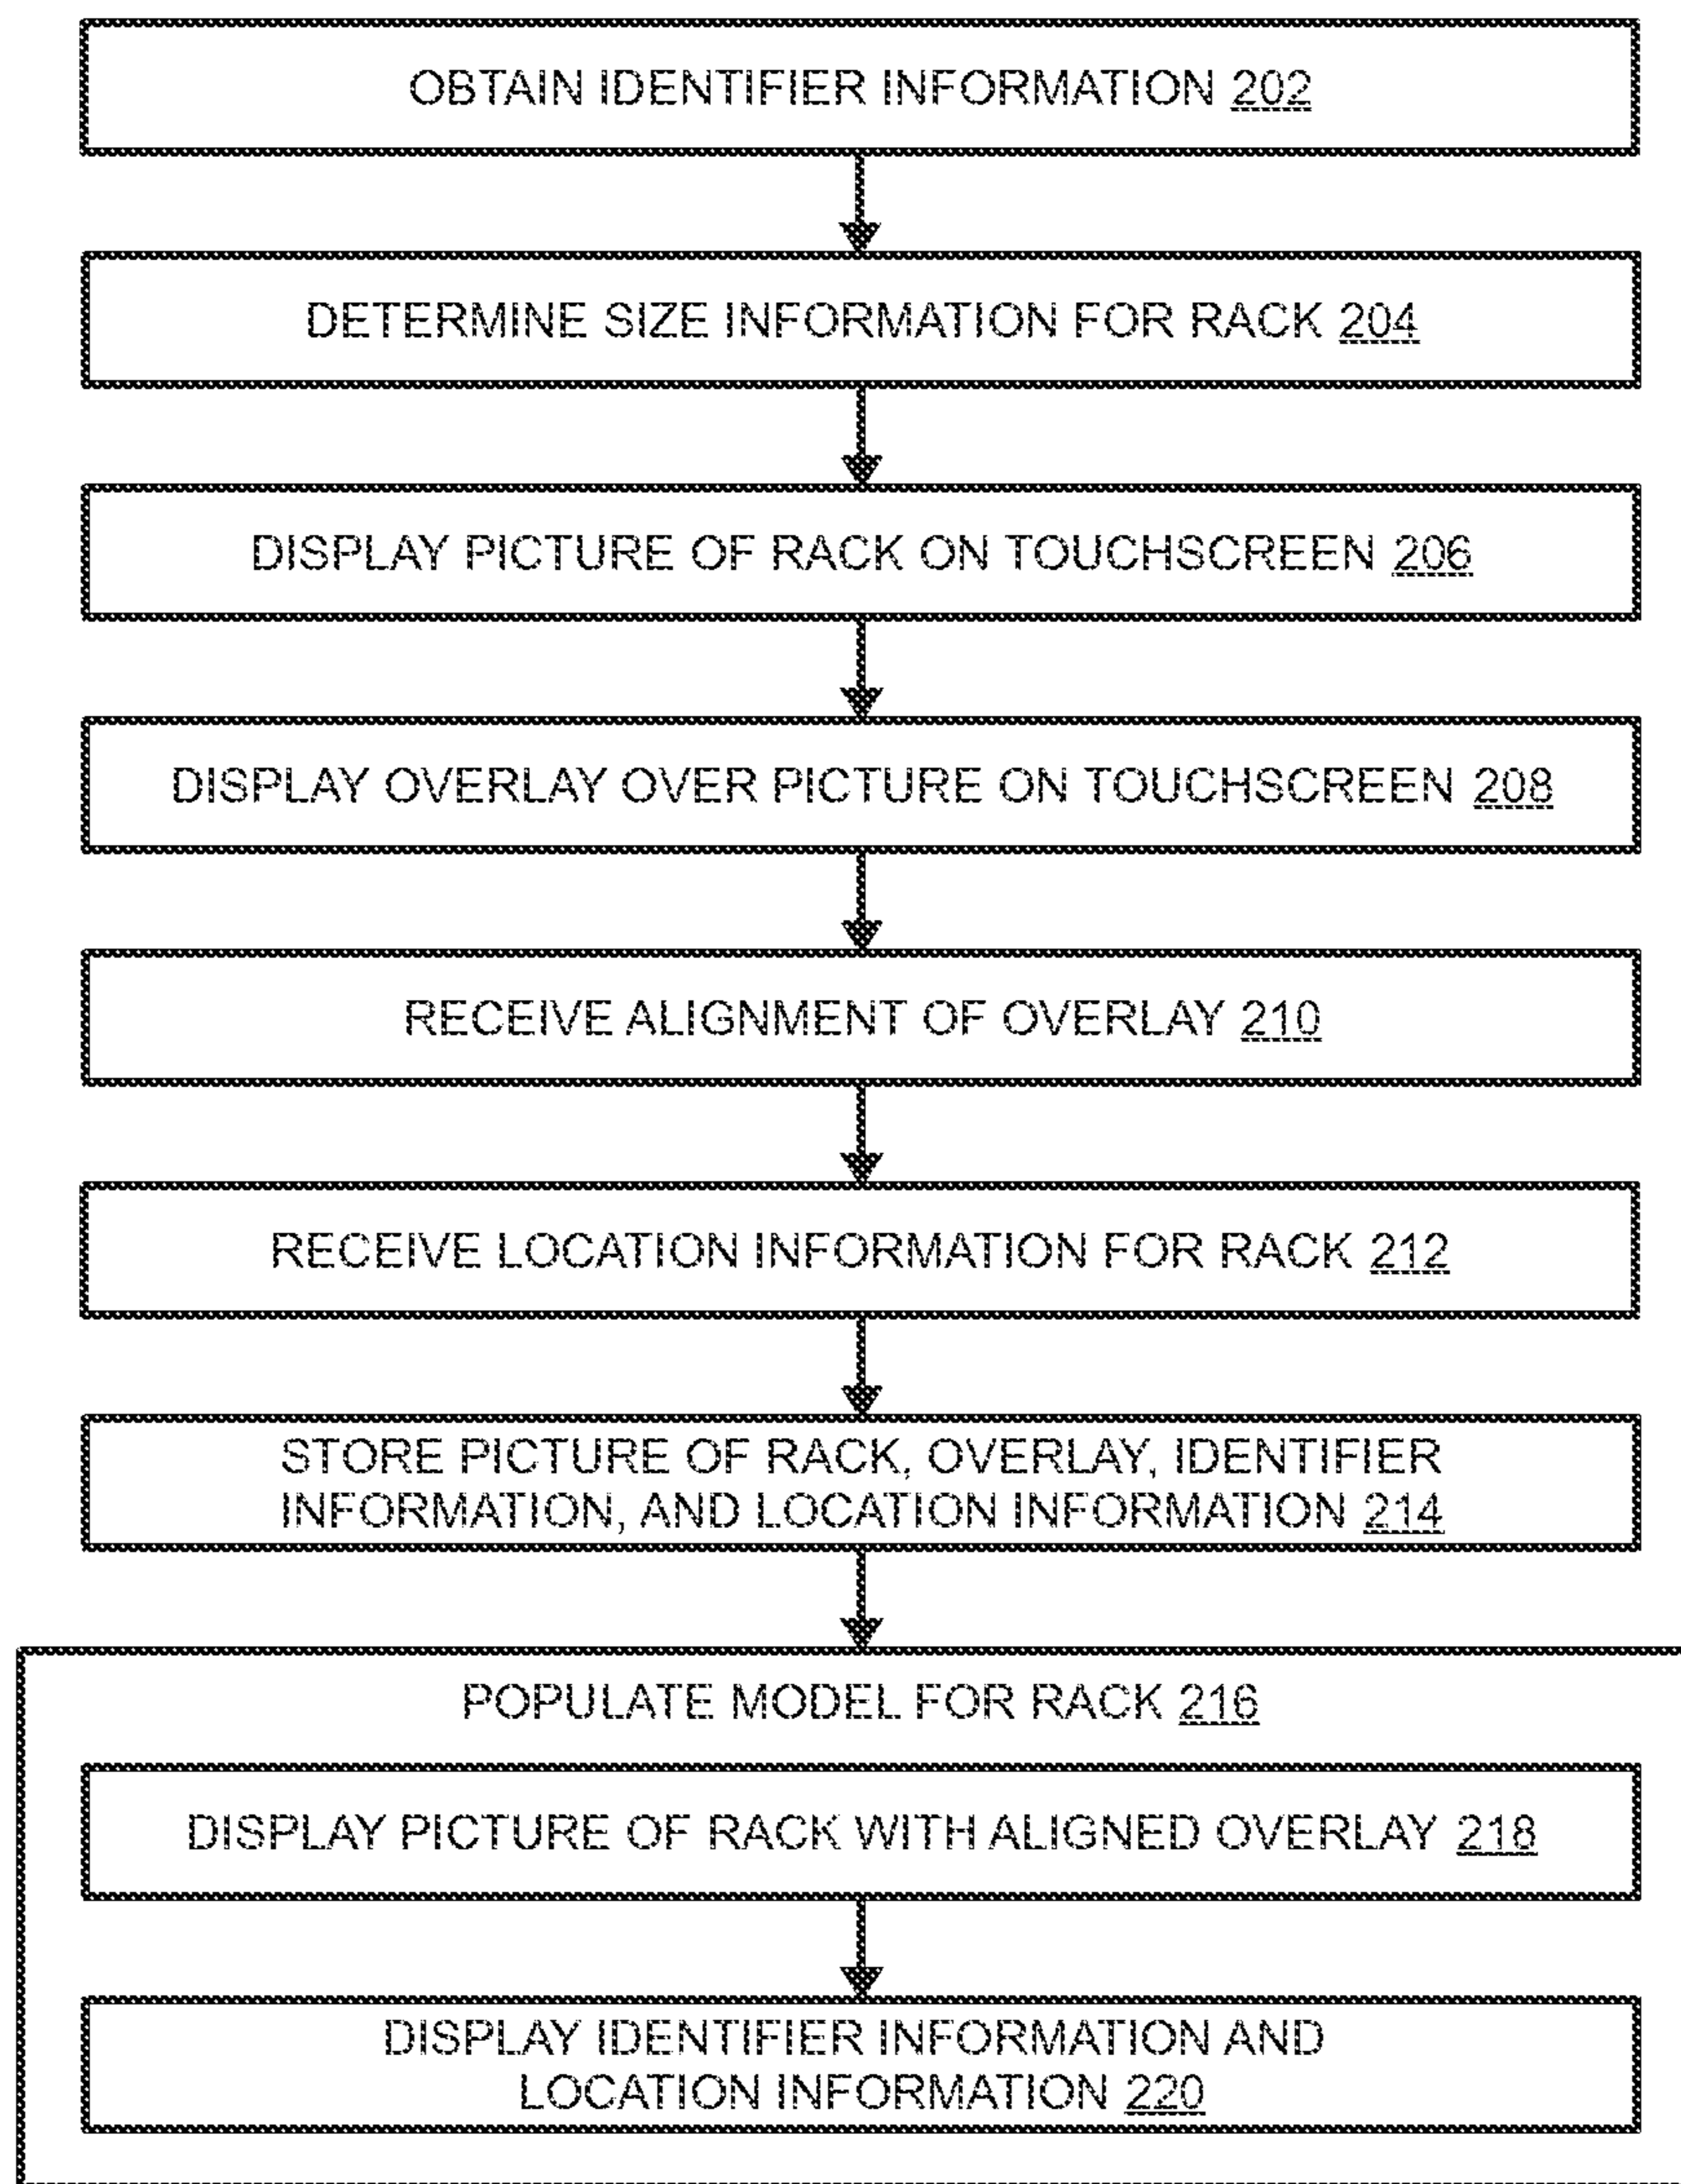 OBTAIN IDENTIFIER INFORMATION 202
DETERMINE SIZE INFORMATION FOR RACK 204
DISPLAY PICTURE OF RACK ON TOUCHSCREEN 206
DISPLAY OVERLAY OVER PICTURE ON TOUCHSCREEN 208
RECEIVE ALIGNMENT OF OVERLAY 210
RECEIVE LOCATION INFORMATION FOR RACK 212
STORE PICTURE OF RACK, OVERLAY, IDENTIFIER
INFORMATION, AND LOCATION INFORMATION 214
POPULATE MODEL FOR RACK 216
DISPLAY PICTURE OF RACK WITH ALIGNED OVERLAY 218
DISPLAY IDENTIFIER INFORMATION AND
LOCATION INFORMATION 220